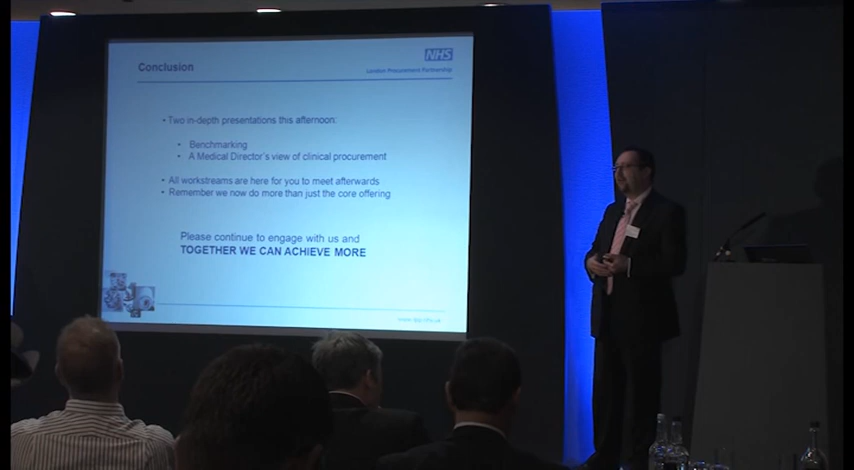 NHS
Conclusion
London Procurement Partnership
• Two in-depth presentations this afternoon:
• Benchmarking
• A Medical Director's view of clinical procurement
• All workstreams are here for you to meet afterwards
• Remember we now do more than just the core offering
Please continue to engage with us and
TOGETHER WE CAN ACHIEVE MORE